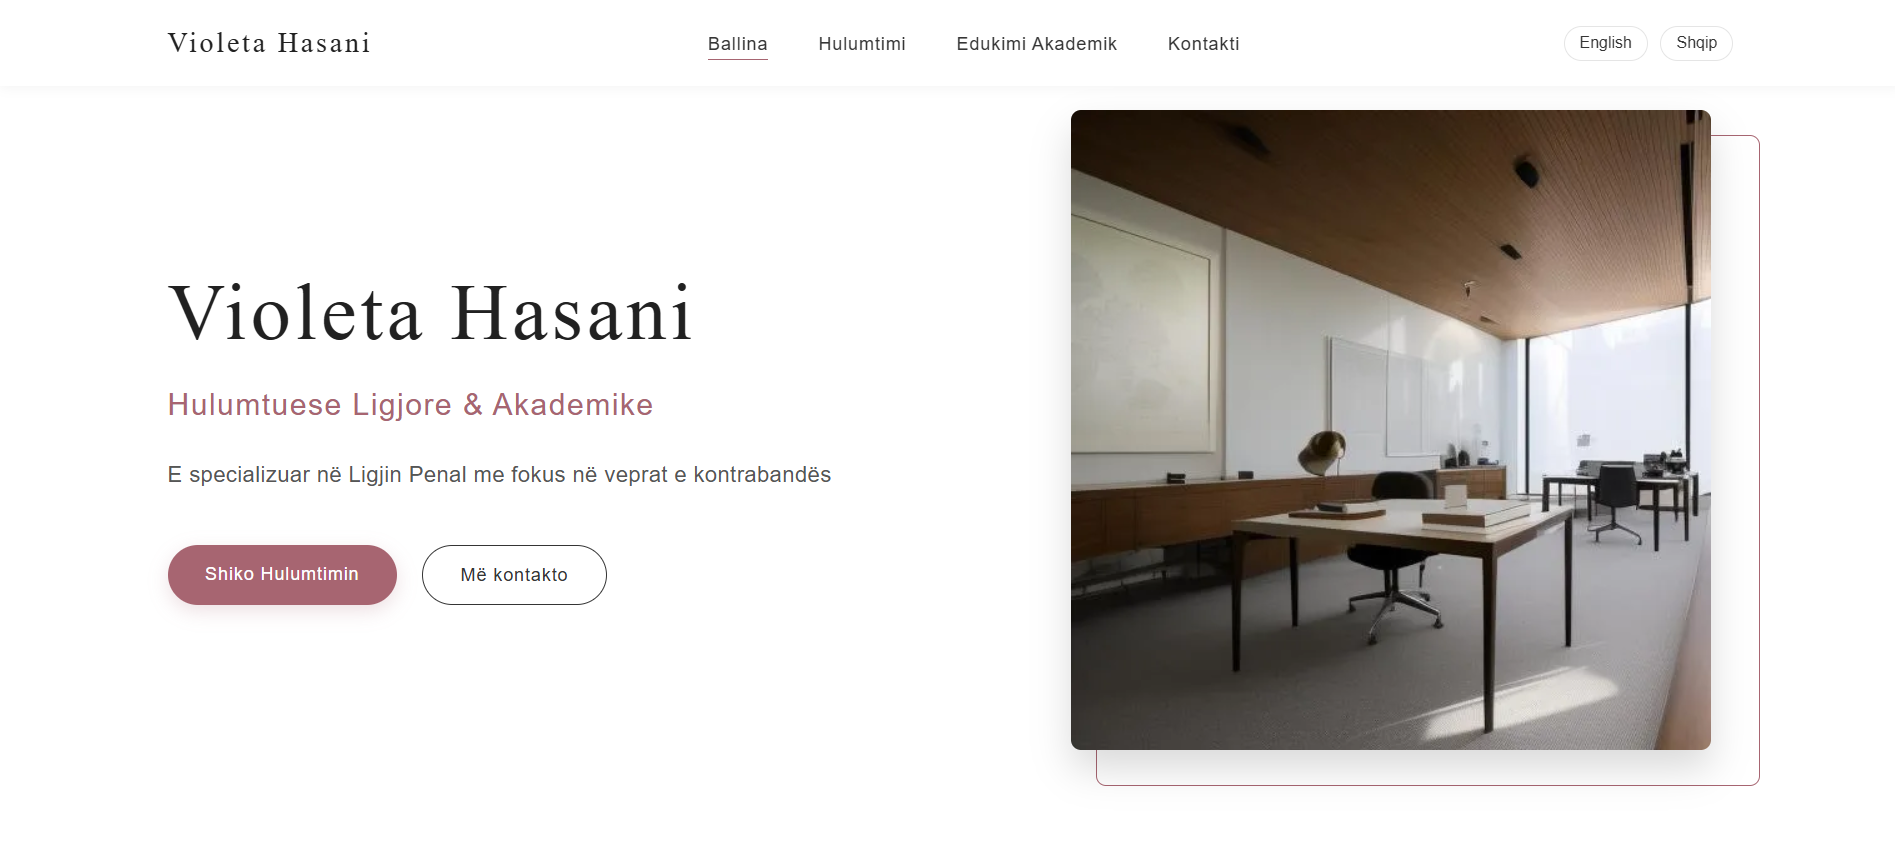 Violeta Hasani
Ballina
Hulumtimi
Edukimi Akademik
Kontakti
English
Shqip
Violeta Hasani
Hulumtuese Ligjore & Akademike
E specializuar në Ligjin Penal me fokus në veprat e kontrabandës
Shiko Hulumtimin
Më kontakto